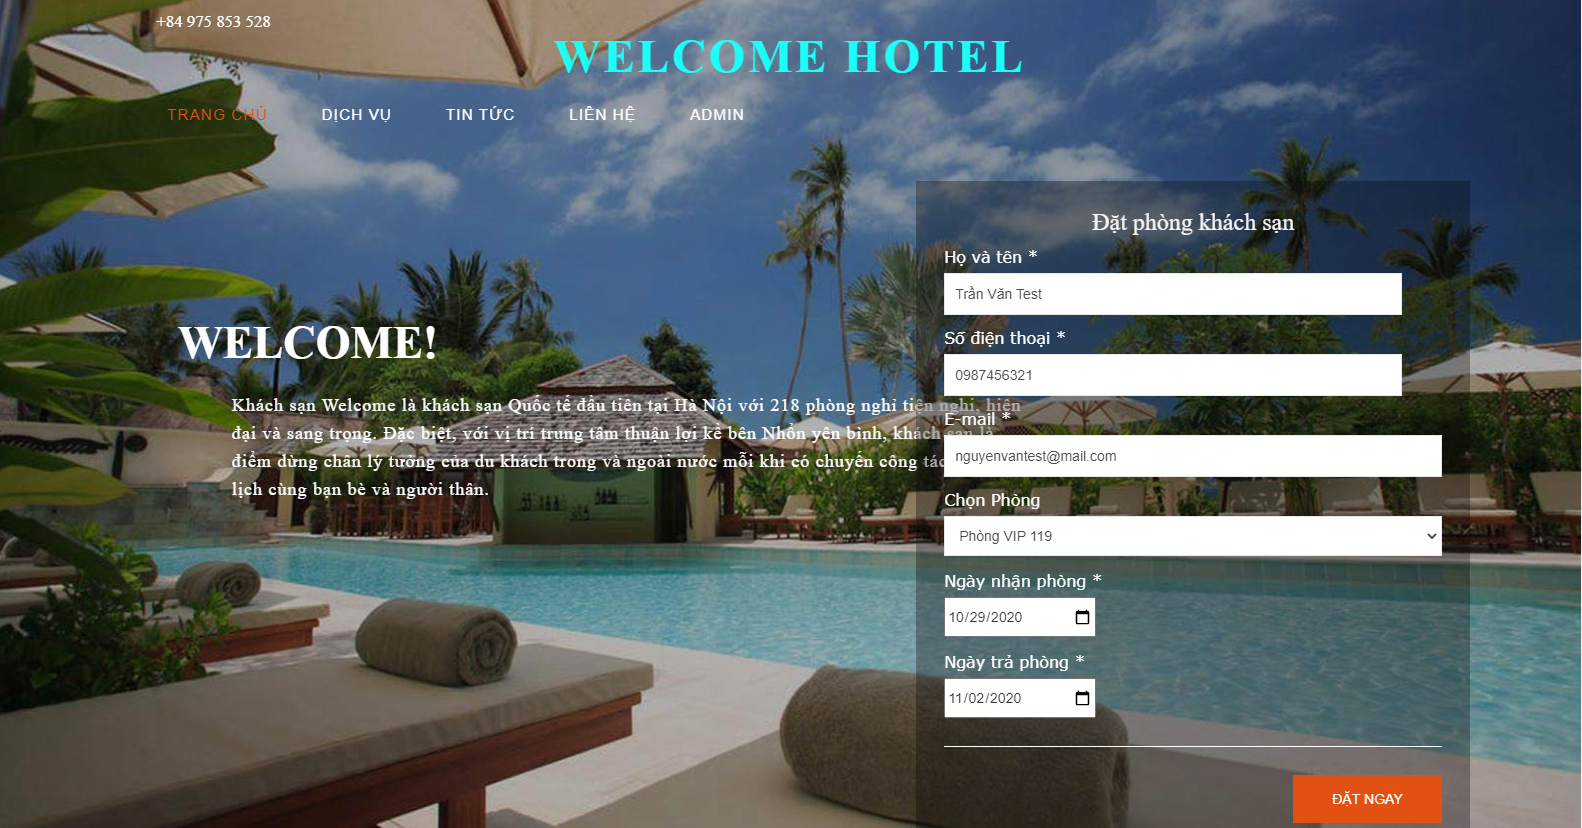 +84 975 853 528
WELCOME HOTEL
TRANG CHỦ DỊCH VỤ TIN TỨC LIÊN HỆ ADMIN
WELCOME!
Khách sạn Welcome là khách sạn Quốc tế đầu tiên tại Hà Nội với 218 phòng nghỉ tiện nghi, hiện
đại và sang trọng. Đặc biệt, với vị trí trung tâm thuận lợi kề bên Nhổn yên bình, khách sạn là
điểm dừng chân lý tưởng của du khách trong và ngoài nước mỗi khi có chuyến công tác
lịch cùng bạn bè và người thân.
Đặt phòng khách sạn
Họ và tên *
Trần Văn Test
Số điện thoại *
0987456321
E-mail *
nguyenvantest@mail.com
Chọn Phòng
Phòng VIP 119
Ngày nhận phòng *
10/29/2020
Ngày trả phòng *
11/02/2020
ĐẶT NGAY